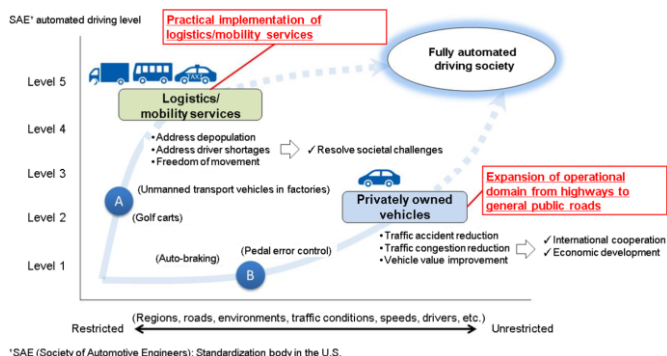 SAE* automated driving level
Practical implementation of
logistics/mobility services
Fully automated
driving society
Level 5
Level 4
Level 3
Level 2
Level 1
TAXI
Logistics/
mobility services
•Address depopulation
•Address driver shortages
•Freedom of movement
✓Resolve societal challenges
A
(Unmanned transport vehicles in factories)
(Golf carts)
Privately owned
vehicles
Expansion of operational
domain from highways to
general public roads
•Traffic accident reduction
•Traffic congestion reduction
•Vehicle value improvement
✓International cooperation
✓Economic development
(Auto-braking)
(Pedal error control)
B
(Regions, roads, environments, traffic conditions, speeds, drivers, etc.)
Restricted
Unrestricted
*SAE (Society of Automotive Engineers): Standardization body in the U.S.